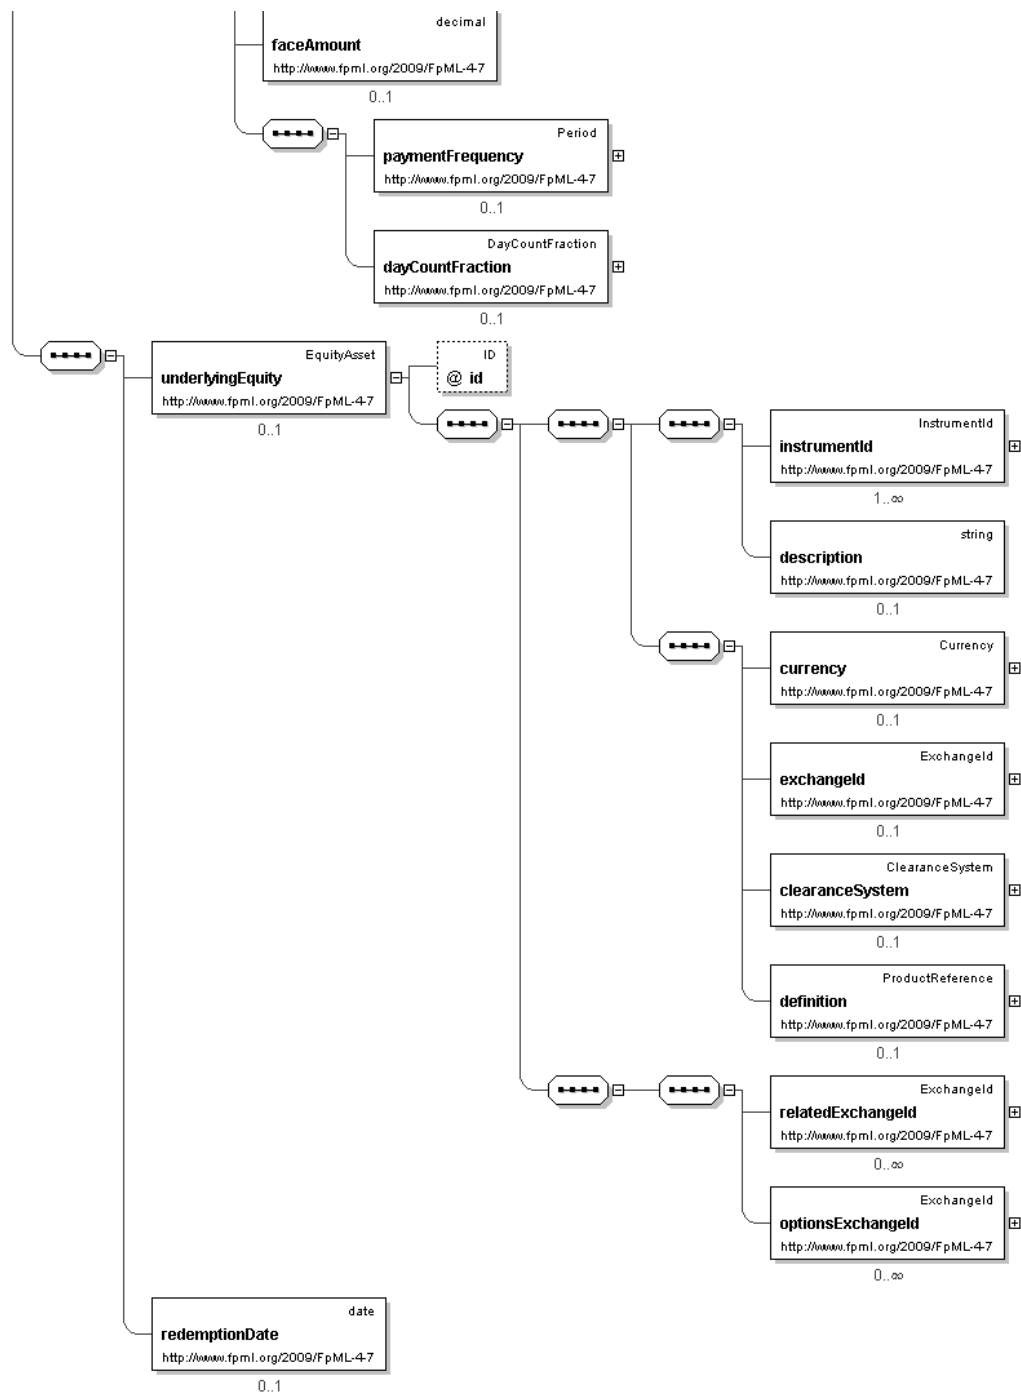 decimal
faceAmount
http://www.fpml.org/2009/FpML-4-7
0..1
Period
paymentFrequency
http://www.fpml.org/2009/FpML-4-7
0..1
DayCountFraction
dayCountFraction
http://www.fpml.org/2009/FpML-4-7
0..1
EquityAsset
underlyingEquity
http://www.fpml.org/2009/FpML-4-7
0..1
ID
@ id
InstrumentId
instrumentId
http://www.fpml.org/2009/FpML-4-7
1..∞
string
description
http://www.fpml.org/2009/FpML-4-7
0..1
Currency
currency
http://www.fpml.org/2009/FpML-4-7
0..1
ExchangeId
exchangeId
http://www.fpml.org/2009/FpML-4-7
0..1
ClearanceSystem
clearanceSystem
http://www.fpml.org/2009/FpML-4-7
0..1
ProductReference
definition
http://www.fpml.org/2009/FpML-4-7
0..1
ExchangeId
relatedExchangeId
http://www.fpml.org/2009/FpML-4-7
0..∞
ExchangeId
optionsExchangeId
http://www.fpml.org/2009/FpML-4-7
0..∞
date
redemptionDate
http://www.fpml.org/2009/FpML-4-7
0..1